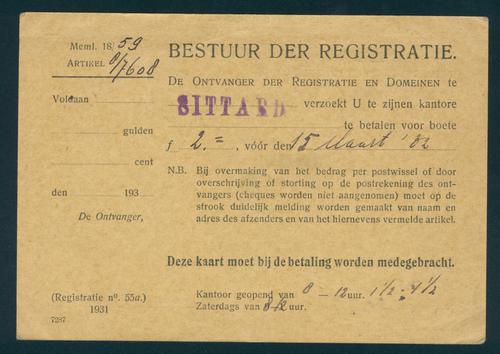 Meml. 18/59
ARTIKEL 8/7608
Voldaan
gulden
cent
den 193
De Ontvanger,
(Registratie nº. 55a.)
1931
7287
BESTUUR DER REGISTRATIE.
DE ONTVANGER DER REGISTRATIE EN DOMEINEN te
SITTARD verzoekt U te zijnen kantore
te betalen voor boete
f 2.= , vóór den 15 Maart '32
N.B. Bij overmaking van het bedrag per postwissel of door
overschrijving of storting op de postrekening des ont-
vangers (cheques worden niet aangenomen) moet op de
strook duidelijk melding worden gemaakt van naam en
adres des afzenders en van het hiernevens vermelde artikel.
Deze kaart moet bij de betaling worden medegebracht.
Kantoor geopend van 8 – 12 uur. 1½ - 4½
Zaterdags van 8-12 uur.